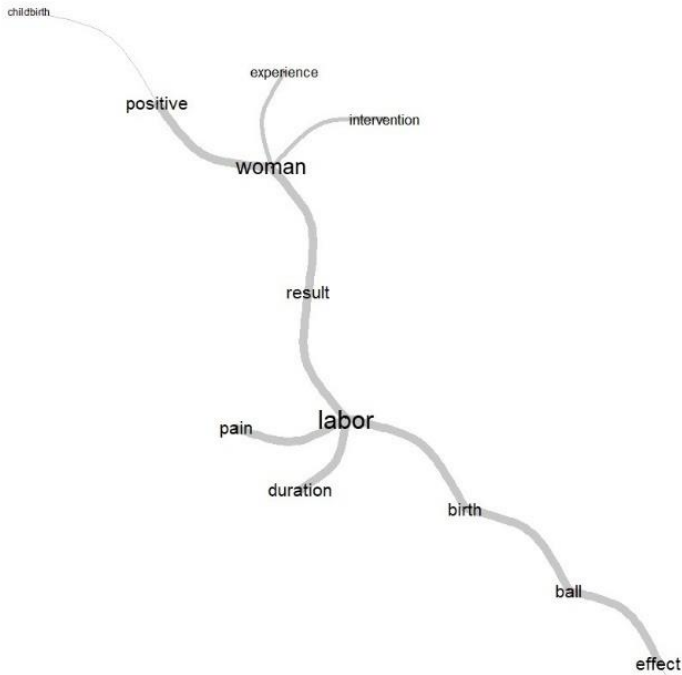 childbirth
experience
positive
intervention
woman
result
labor
pain
duration
birth
ball
effect